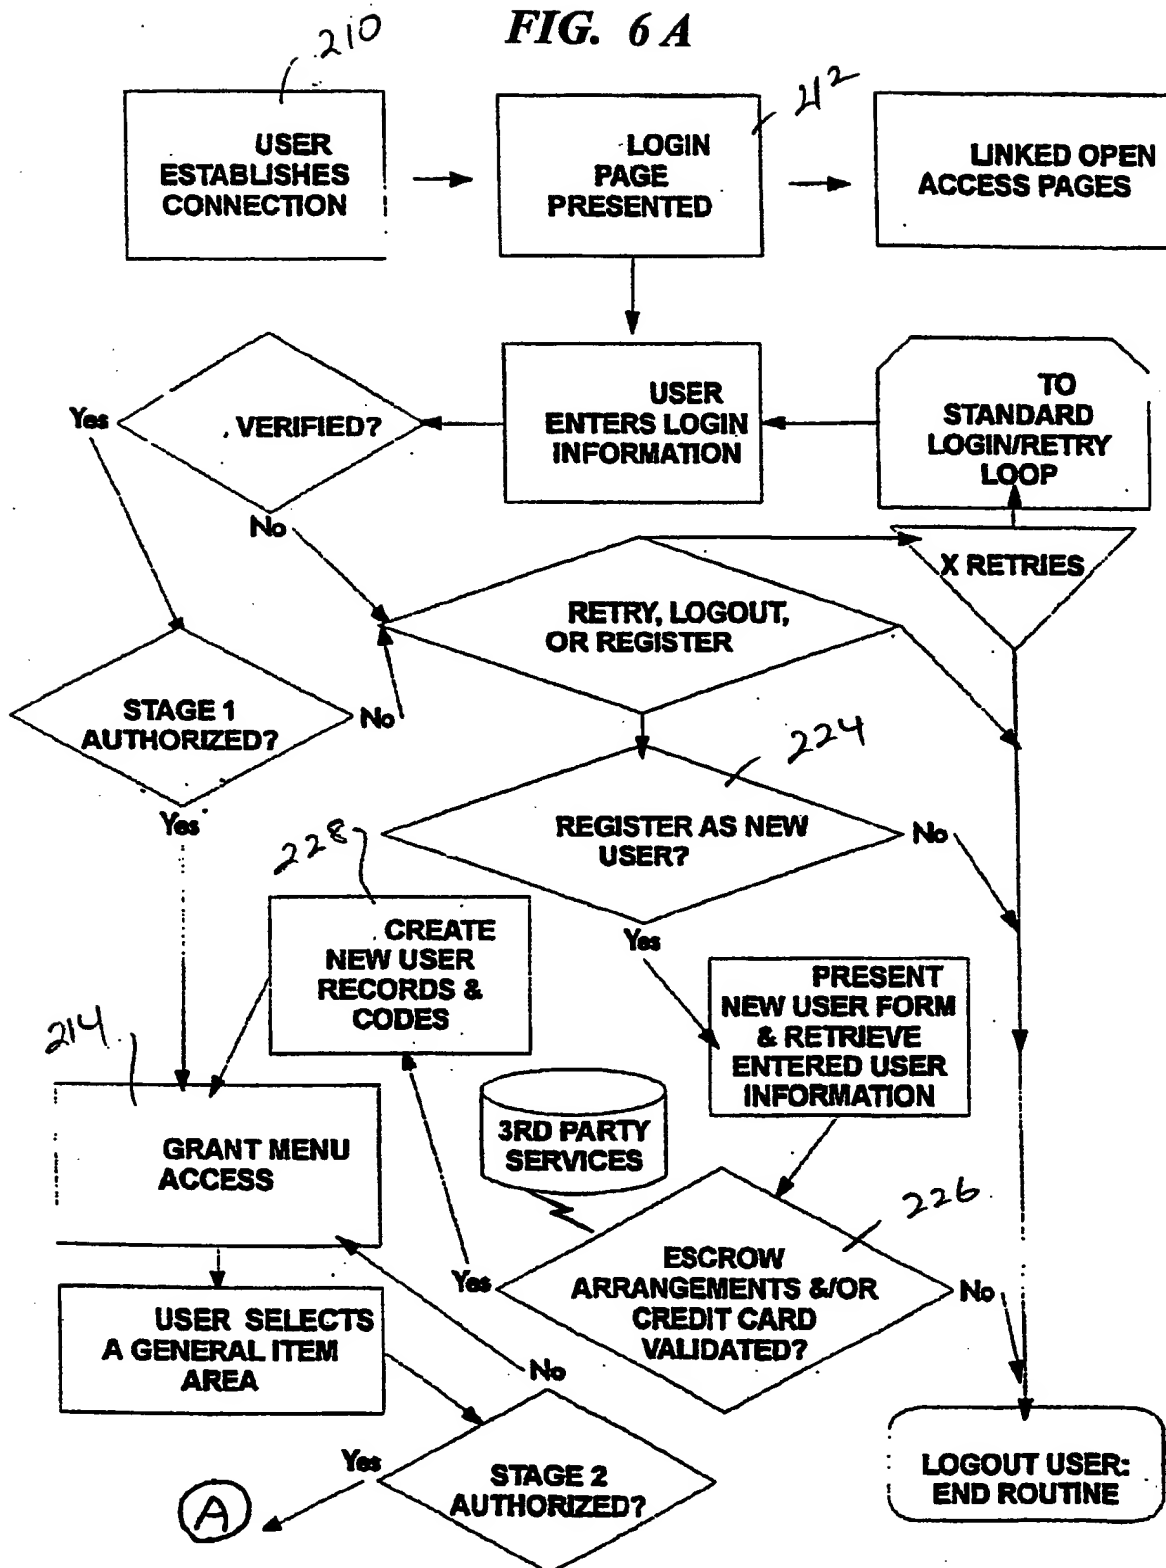 FIG. 6 A
210
USER
ESTABLISHES
CONNECTION
212
LOGIN
PAGE
PRESENTED
LINKED OPEN
ACCESS PAGES
Yes
VERIFIED?
USER
ENTERS LOGIN
INFORMATION
TO
STANDARD
LOGIN/RETRY
LOOP
No
X RETRIES
RETRY, LOGOUT,
OR REGISTER
STAGE 1
AUTHORIZED?
No
Yes
224
REGISTER AS NEW
USER?
No
Yes
228
CREATE
NEW USER
RECORDS &
CODES
PRESENT
NEW USER FORM
& RETRIEVE
ENTERED USER
INFORMATION
214
GRANT MENU
ACCESS
3RD PARTY
SERVICES
226
ESCROW
ARRANGEMENTS &/OR
CREDIT CARD
VALIDATED?
Yes
No
USER SELECTS
A GENERAL ITEM
AREA
No
Yes
STAGE 2
AUTHORIZED?
A
LOGOUT USER:
END ROUTINE